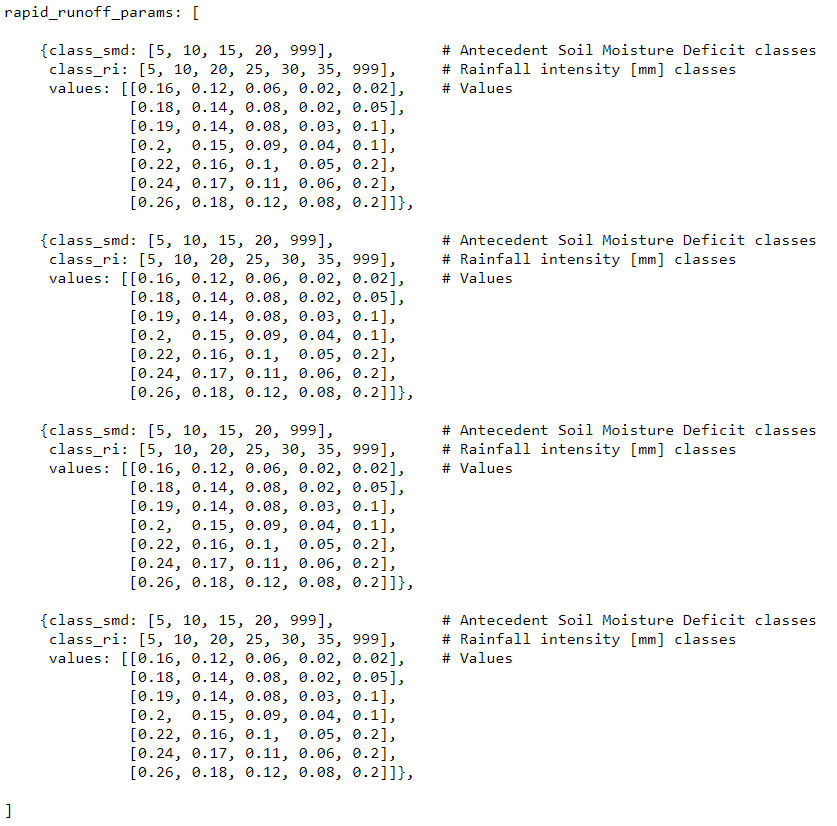 rapid_runoff_params: [

    {class_smd: [5, 10, 15, 20, 999],            # Antecedent Soil Moisture Deficit classes
     class_ri: [5, 10, 20, 25, 30, 35, 999],     # Rainfall intensity [mm] classes
     values: [[0.16, 0.12, 0.06, 0.02, 0.02],    # Values
              [0.18, 0.14, 0.08, 0.02, 0.05],
              [0.19, 0.14, 0.08, 0.03, 0.1],
              [0.2,  0.15, 0.09, 0.04, 0.1],
              [0.22, 0.16, 0.1,  0.05, 0.2],
              [0.24, 0.17, 0.11, 0.06, 0.2],
              [0.26, 0.18, 0.12, 0.08, 0.2]]},

    {class_smd: [5, 10, 15, 20, 999],            # Antecedent Soil Moisture Deficit classes
     class_ri: [5, 10, 20, 25, 30, 35, 999],     # Rainfall intensity [mm] classes
     values: [[0.16, 0.12, 0.06, 0.02, 0.02],    # Values
              [0.18, 0.14, 0.08, 0.02, 0.05],
              [0.19, 0.14, 0.08, 0.03, 0.1],
              [0.2,  0.15, 0.09, 0.04, 0.1],
              [0.22, 0.16, 0.1,  0.05, 0.2],
              [0.24, 0.17, 0.11, 0.06, 0.2],
              [0.26, 0.18, 0.12, 0.08, 0.2]]},

    {class_smd: [5, 10, 15, 20, 999],            # Antecedent Soil Moisture Deficit classes
     class_ri: [5, 10, 20, 25, 30, 35, 999],     # Rainfall intensity [mm] classes
     values: [[0.16, 0.12, 0.06, 0.02, 0.02],    # Values
              [0.18, 0.14, 0.08, 0.02, 0.05],
              [0.19, 0.14, 0.08, 0.03, 0.1],
              [0.2,  0.15, 0.09, 0.04, 0.1],
              [0.22, 0.16, 0.1,  0.05, 0.2],
              [0.24, 0.17, 0.11, 0.06, 0.2],
              [0.26, 0.18, 0.12, 0.08, 0.2]]},

    {class_smd: [5, 10, 15, 20, 999],            # Antecedent Soil Moisture Deficit classes
     class_ri: [5, 10, 20, 25, 30, 35, 999],     # Rainfall intensity [mm] classes
     values: [[0.16, 0.12, 0.06, 0.02, 0.02],    # Values
              [0.18, 0.14, 0.08, 0.02, 0.05],
              [0.19, 0.14, 0.08, 0.03, 0.1],
              [0.2,  0.15, 0.09, 0.04, 0.1],
              [0.22, 0.16, 0.1,  0.05, 0.2],
              [0.24, 0.17, 0.11, 0.06, 0.2],
              [0.26, 0.18, 0.12, 0.08, 0.2]]},

]